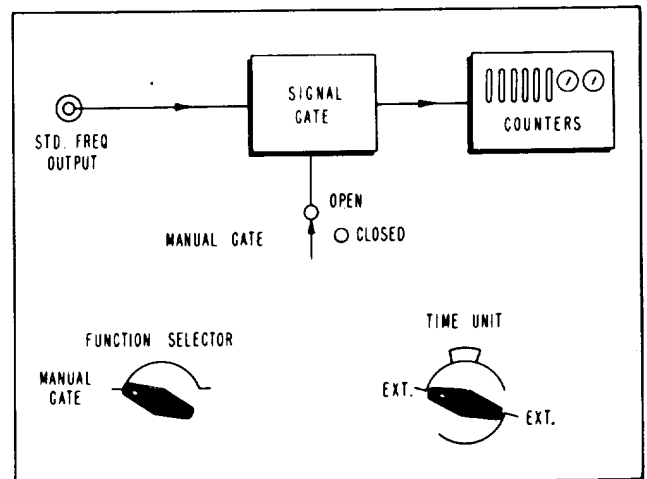 SIGNAL
GATE
COUNTERS
STD. FREQ
OUTPUT
OPEN
MANUAL GATE
CLOSED
TIME UNIT
FUNCTION SELECTOR
MANUAL
GATE
EXT.
EXT.